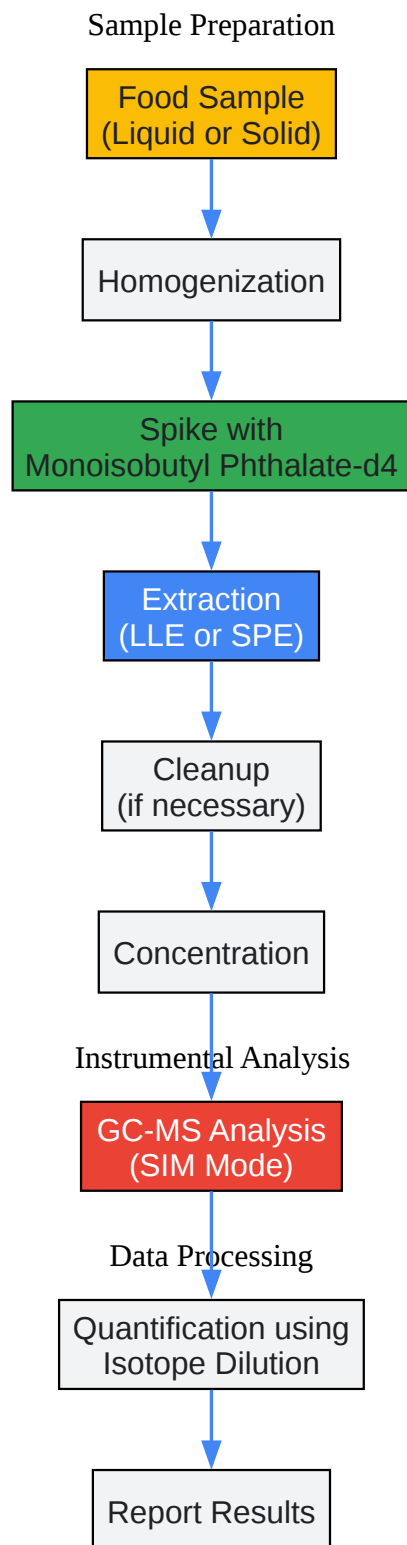 Sample Preparation
Food Sample
(Liquid or Solid)
Homogenization
Spike with
Monoisobutyl Phthalate-d4
Extraction
(LLE or SPE)
Cleanup
(if necessary)
Concentration
Instrumental Analysis
GC-MS Analysis
(SIM Mode)
Data Processing
Quantification using
Isotope Dilution
Report Results